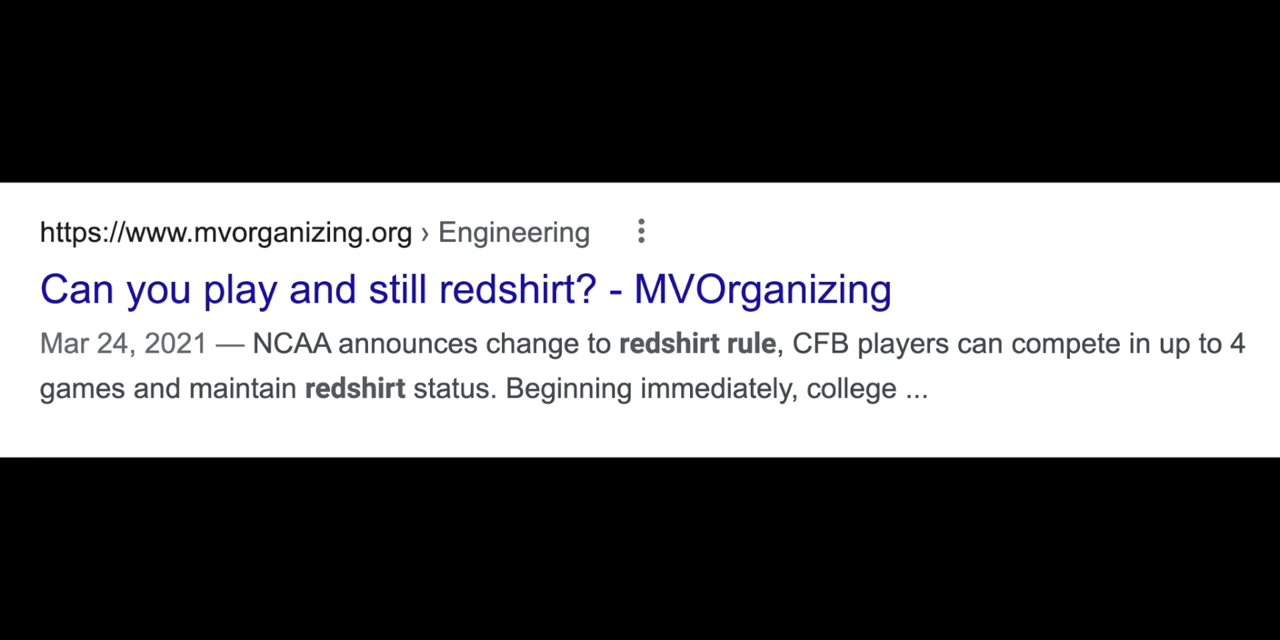 https://www.mvorganizing.org › Engineering
Can you play and still redshirt? - MVOrganizing
Mar 24, 2021 — NCAA announces change to redshirt rule, CFB players can compete in up to 4
games and maintain redshirt status. Beginning immediately, college ...